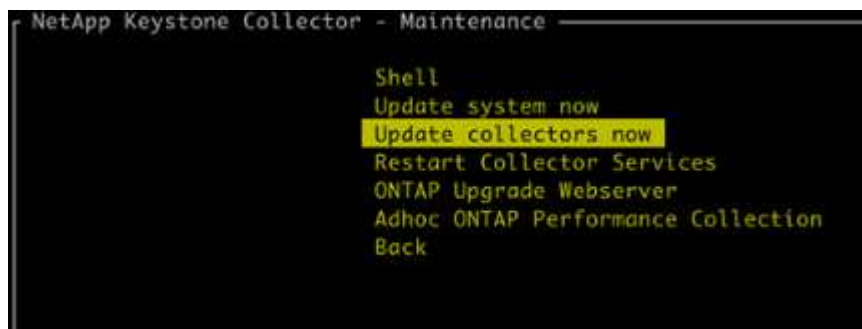 NetApp Keystone Collector - Maintenance
Shell
Update system now
Update collectors now
Restart Collector Services
ONTAP Upgrade Webserver
Adhoc ONTAP Performance Collection
Back